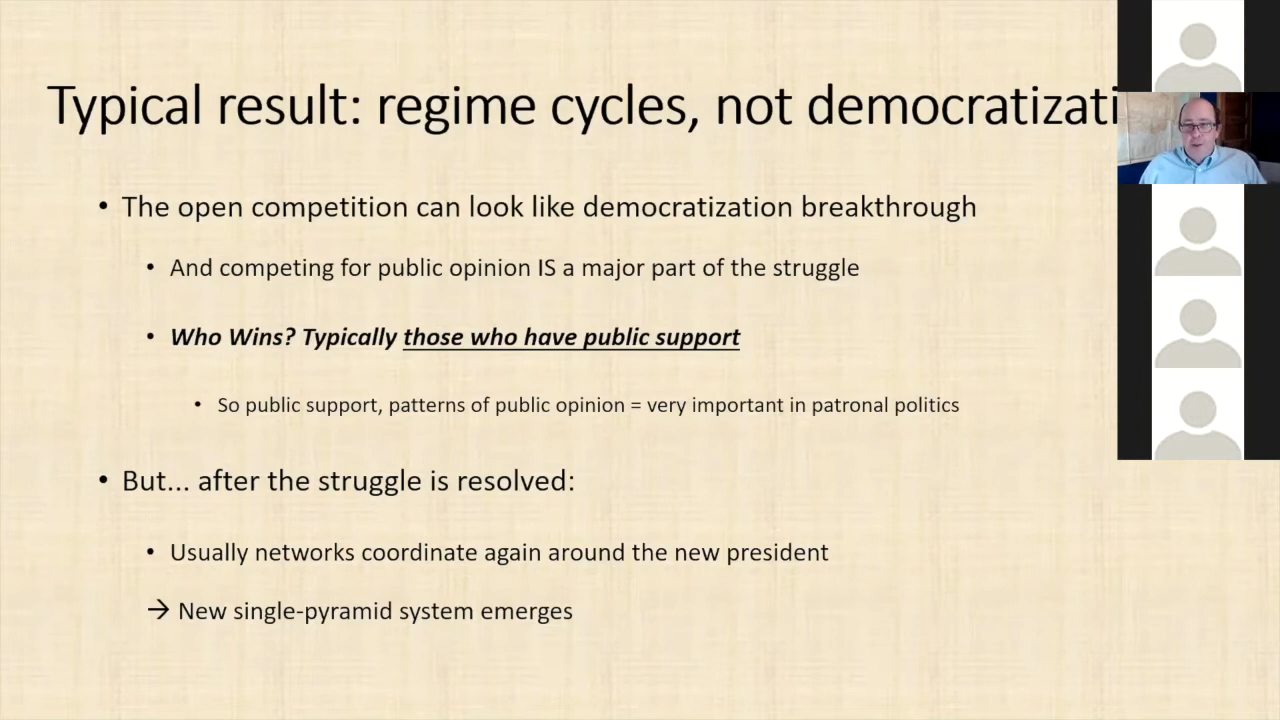 Typical result: regime cycles, not democratizati
• The open competition can look like democratization breakthrough
• And competing for public opinion IS a major part of the struggle
• Who Wins? Typically those who have public support
• So public support, patterns of public opinion = very important in patronal politics
• But... after the struggle is resolved:
• Usually networks coordinate again around the new president
→ New single-pyramid system emerges